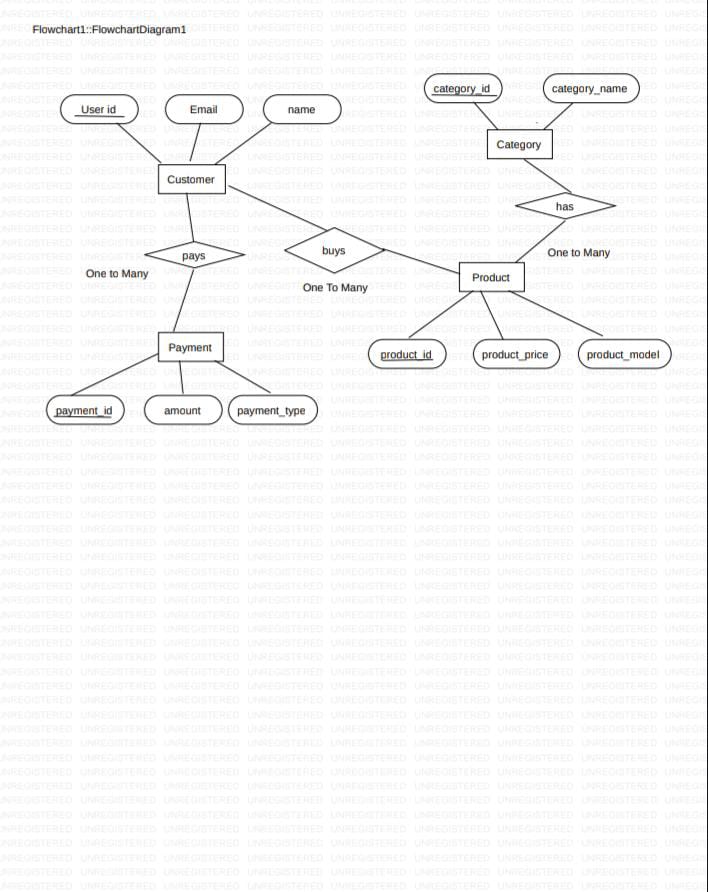 Flowchart1::FlowchartDiagram1
User id
Email
name
category_id
category_name
Customer
Category
has
pays
buys
One to Many
One to Many
One To Many
Product
Payment
product_id
product_price
product_model
payment_id
amount
payment_type
UNREGISTERED